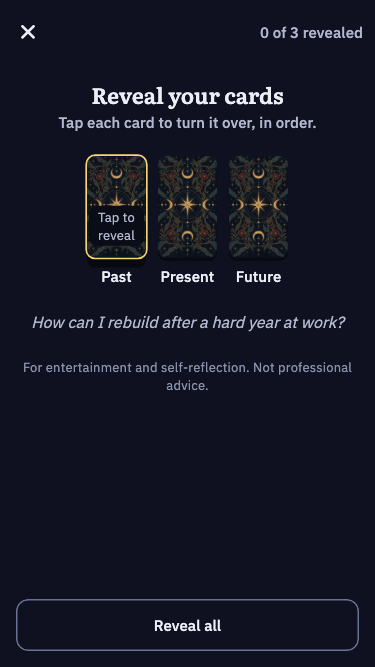 0 of 3 revealed
Reveal your cards
Tap each card to turn it over, in order.
Tap to
reveal
Past
Present
Future
How can I rebuild after a hard year at work?
For entertainment and self-reflection. Not professional
advice.
Reveal all